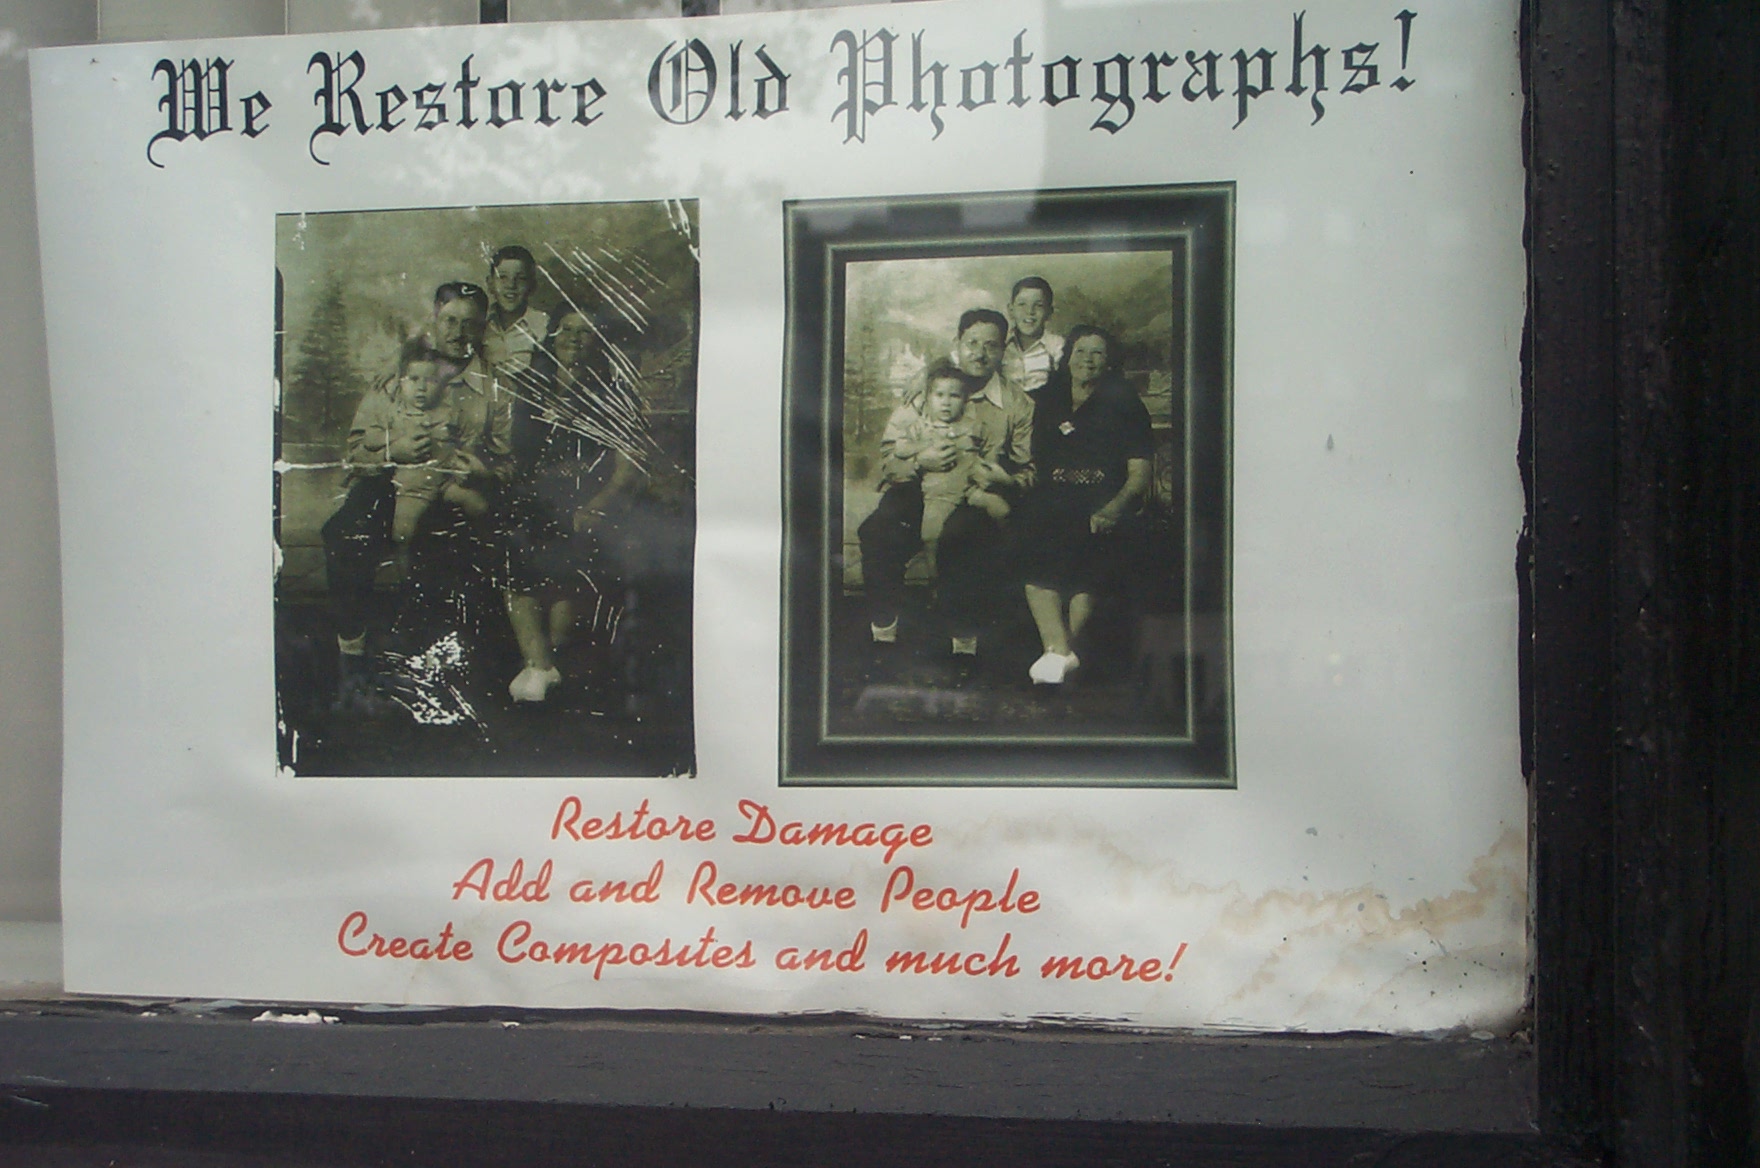 We Restore Old Photographs!
Restore Damage
Add and Remove People
Create Composites and much more!